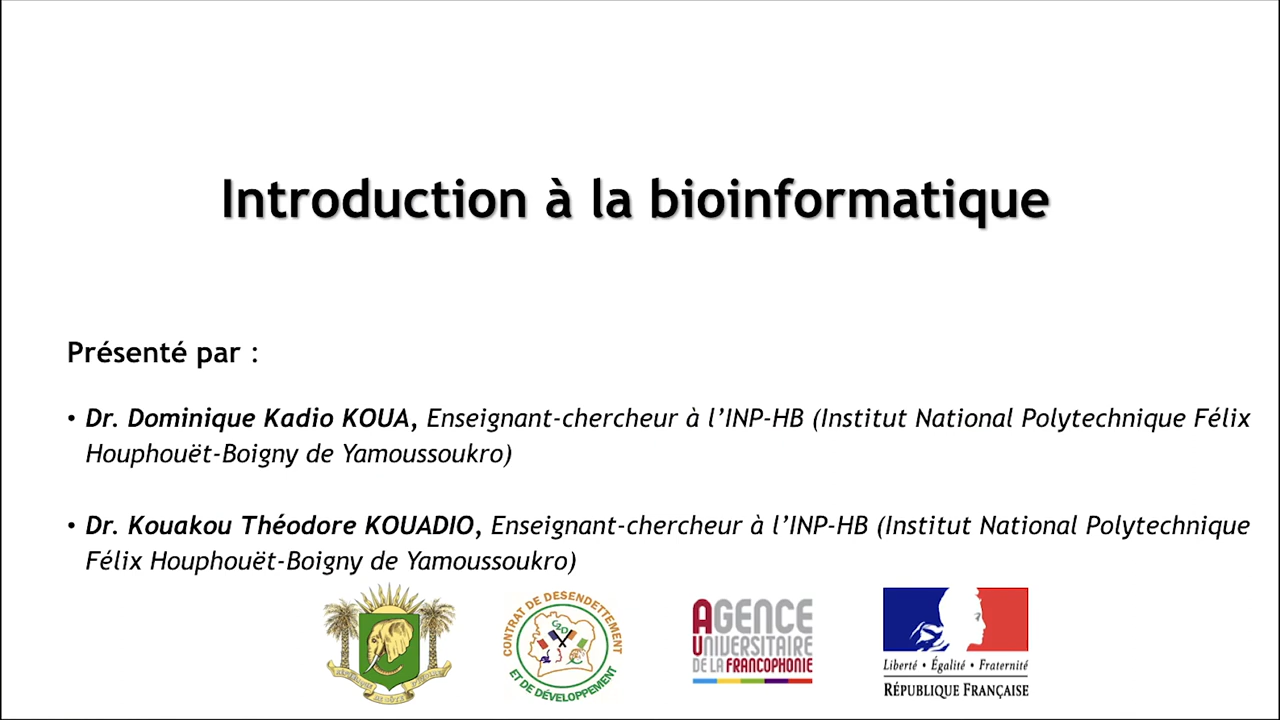 Introduction à la bioinformatique
Présenté par :
• Dr. Dominique Kadio KOUA, Enseignant-chercheur à l’INP-HB (Institut National Polytechnique Félix
Houphouët-Boigny de Yamoussoukro)
• Dr. Kouakou Théodore KOUADIO, Enseignant-chercheur à l’INP-HB (Institut National Polytechnique
Félix Houphouët-Boigny de Yamoussoukro)
CONTRAT DE DESENDETTEMENT
ET DE DÉVELOPPEMENT
C2D
AGENCE
UNIVERSITAIRE
DE LA FRANCOPHONIE
Liberté • Égalité • Fraternité
RÉPUBLIQUE FRANÇAISE